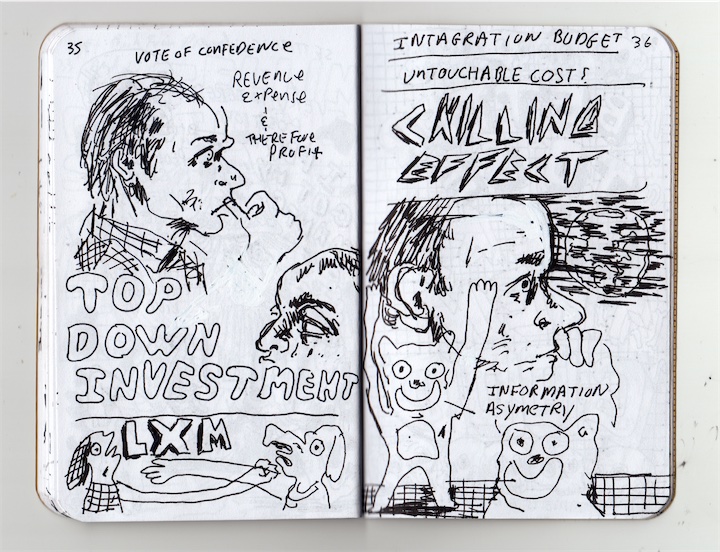 35
VOTE OF CONFEDENCE
REVENUE
EXPENSE
&
THEREFORE
PROFIT
TOP
DOWN
INVESTMENT
LXM
INTAGRATION BUDGET 36
UNTOUCHABLE COSTS
CHILLING
EFFECT
INFORMATION
ASYMETRY